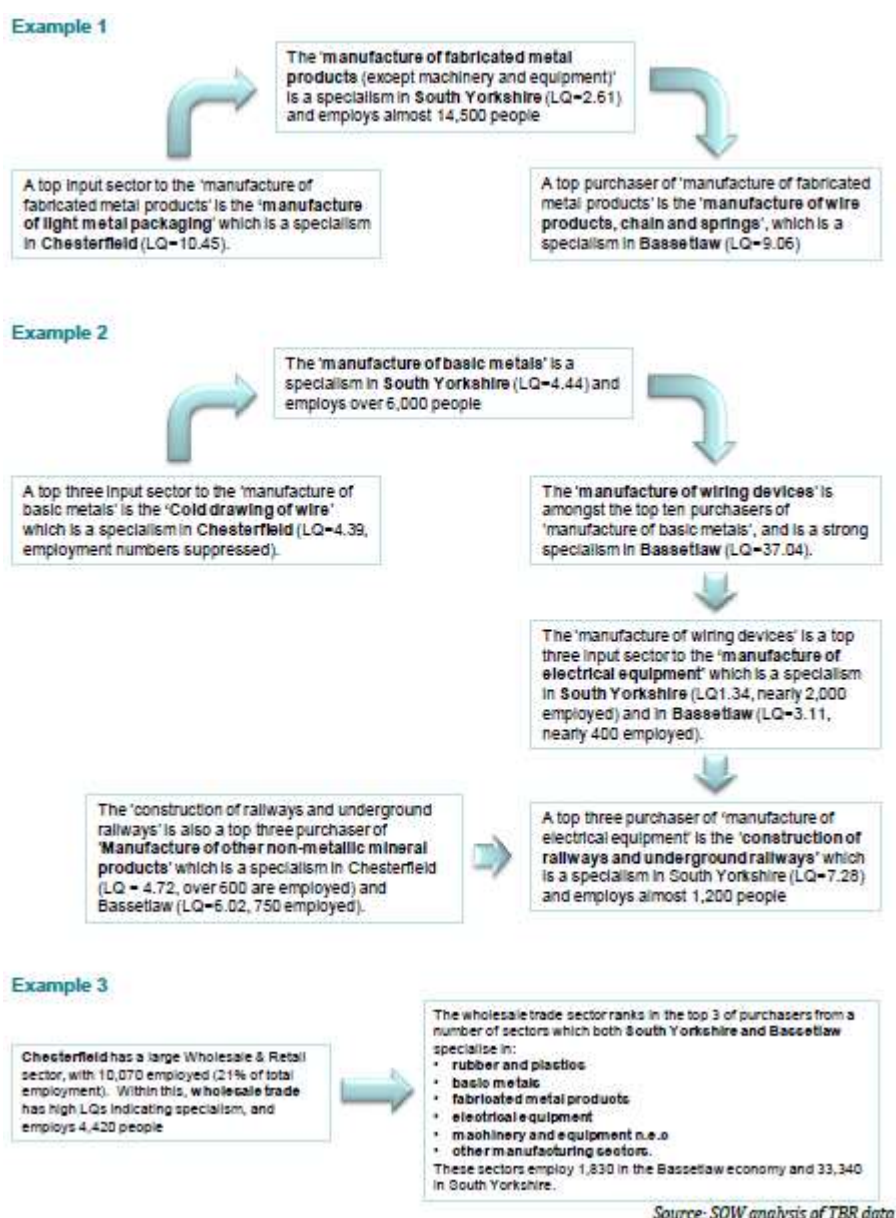 Example 1
The 'manufacture of fabricated metal
products (except machinery and equipment)'
is a specialism in South Yorkshire (LQ=2.61)
and employs almost 14,500 people
A top input sector to the 'manufacture of
fabricated metal products' is the 'manufacture
of light metal packaging' which is a specialism
in Chesterfield (LQ=10.45).
A top purchaser of 'manufacture of fabricated
metal products' is the 'manufacture of wire
products, chain and springs', which is a
specialism in Bassetlaw (LQ=9.06)
Example 2
The 'manufacture of basic metals' is a
specialism in South Yorkshire (LQ=4.44) and
employs over 6,000 people
A top three input sector to the 'manufacture of
basic metals' is the 'Cold drawing of wire'
which is a specialism in Chesterfield (LQ=4.39,
employment numbers suppressed).
The 'manufacture of wiring devices' is
amongst the top ten purchasers of
'manufacture of basic metals', and is a strong
specialism in Bassetlaw (LQ=37.04).
The 'manufacture of wiring devices' is a top
three input sector to the 'manufacture of
electrical equipment' which is a specialism
in South Yorkshire (LQ1.34, nearly 2,000
employed) and in Bassetlaw (LQ=3.11,
nearly 400 employed).
The 'construction of railways and underground
railways' is also a top three purchaser of
'Manufacture of other non-metallic mineral
products' which is a specialism in Chesterfield
(LQ = 4.72, over 600 are employed) and
Bassetlaw (LQ=6.02, 750 employed).
A top three purchaser of 'manufacture of
electrical equipment' is the 'construction of
railways and underground railways' which
is a specialism in South Yorkshire (LQ=7.28)
and employs almost 1,200 people
Example 3
Chesterfield has a large Wholesale & Retail
sector, with 10,070 employed (21% of total
employment). Within this, wholesale trade
has high LQs indicating specialism, and
employs 4,420 people
The wholesale trade sector ranks in the top 3 of purchasers from a
number of sectors which both South Yorkshire and Bassetlaw
specialise in:
• rubber and plastics
• basic metals
• fabricated metal products
• electrical equipment
• machinery and equipment n.e.c
• other manufacturing sectors.
These sectors employ 1,830 in the Bassetlaw economy and 33,340
in South Yorkshire.
Source: SQW analysis of TBR data